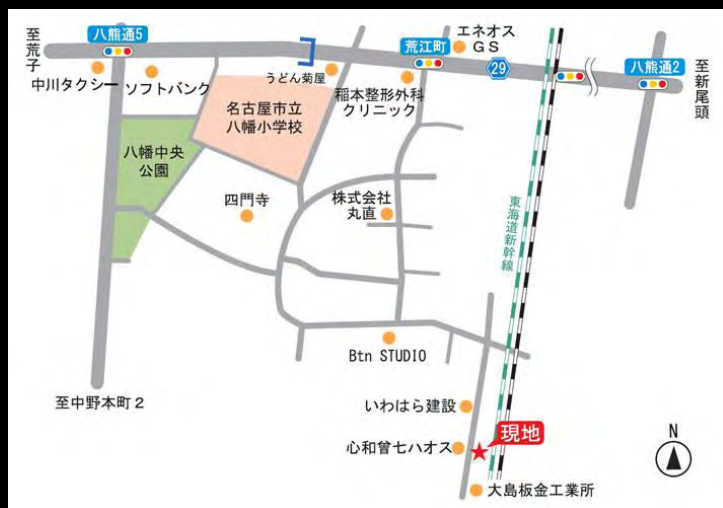 至荒子
八熊通5
エネオス
GS
荒江町
29
八熊通2
至新尾頭
中川タクシー
ソフトバンク
うどん菊屋
稲本整形外科
クリニック
名古屋市立
八幡小学校
八幡中央
公園
四門寺
株式会社
丸直
東海道新幹線
Btn STUDIO
至中野本町2
いわはら建設
現地
心和曾七ハオス
大島板金工業所
N